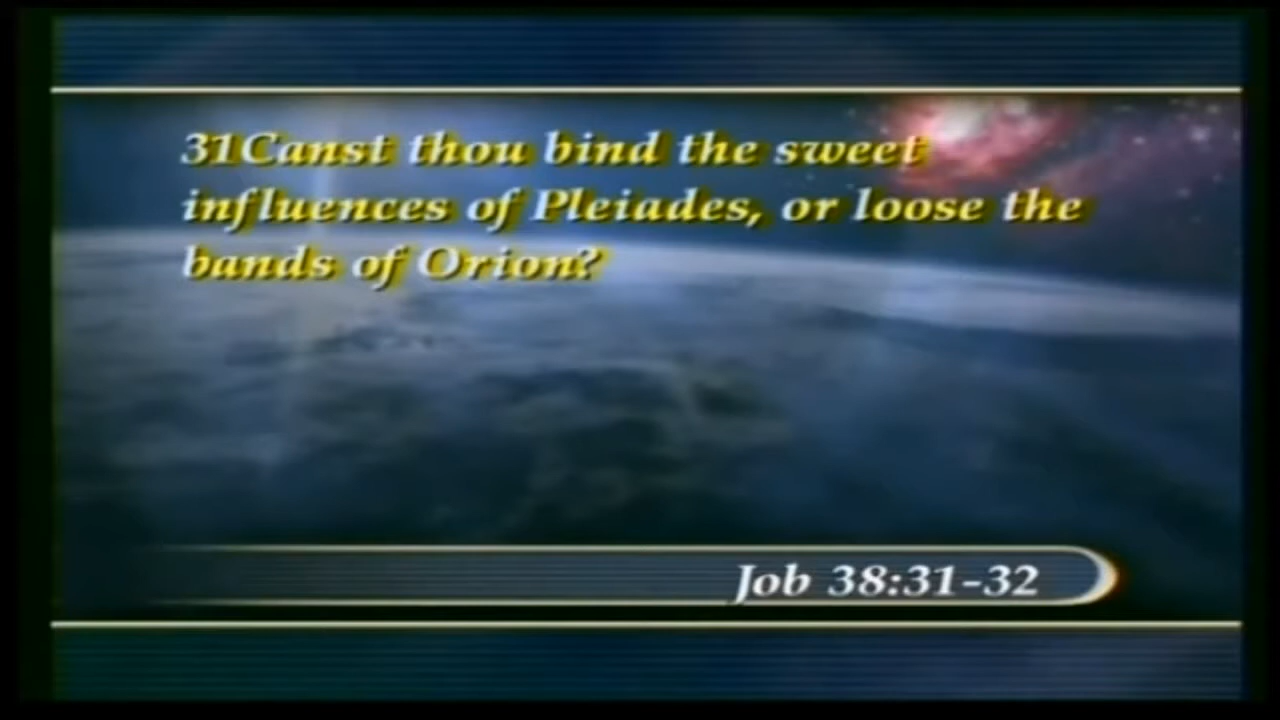 31Canst thou bind the sweet
influences of Pleiades, or loose the
bands of Orion?
Job 38:31-32